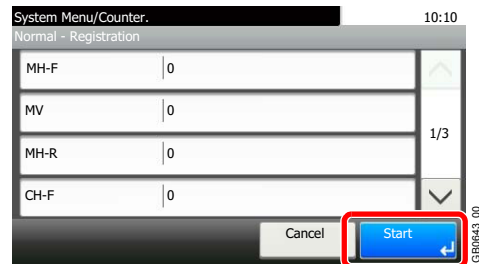 System Menu/Counter.
10:10
Normal - Registration
MH-F 0
MV 0
MH-R 0
CH-F 0
1/3
Cancel
Start
GB0643_00